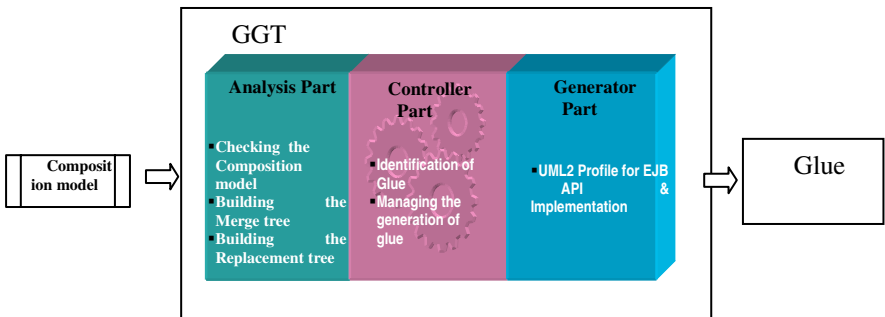 GGT
Composit
ion model
Analysis Part
▪Checking the
Composition
model
▪Building the
Merge tree
▪Building the
Replacement tree
Controller
Part
▪Identification of
Glue
▪Managing the
generation of
glue
Generator
Part
▪UML2 Profile for EJB
API &
Implementation
Glue